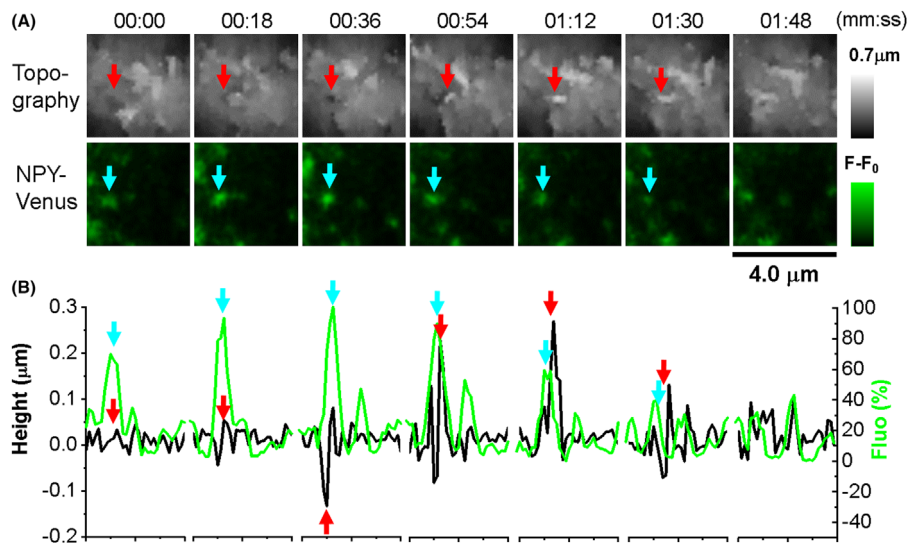 (A) 00:00 00:18 00:36 00:54 01:12 01:30 01:48 (mm:ss)
Topo-
graphy
0.7μm
NPY-
Venus
F-F₀
4.0 μm
(B)
Height (μm)
0.3
0.2
0.1
0.0
-0.1
-0.2
100
80
60
40
20
0
-20
-40
Fluo (%)